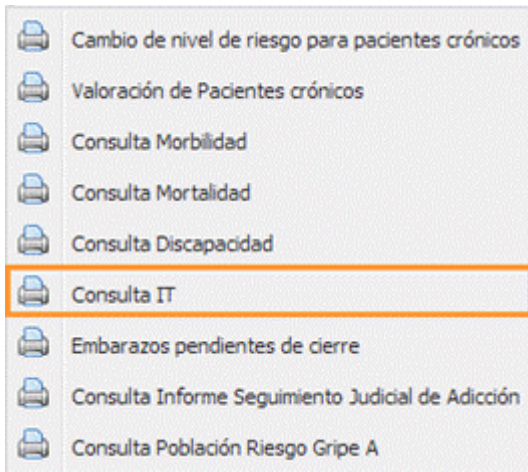 Cambio de nivel de riesgo para pacientes crónicos
Valoración de Pacientes crónicos
Consulta Morbilidad
Consulta Mortalidad
Consulta Discapacidad
Consulta IT
Embarazos pendientes de cierre
Consulta Informe Seguimiento Judicial de Adicción
Consulta Población Riesgo Gripe A